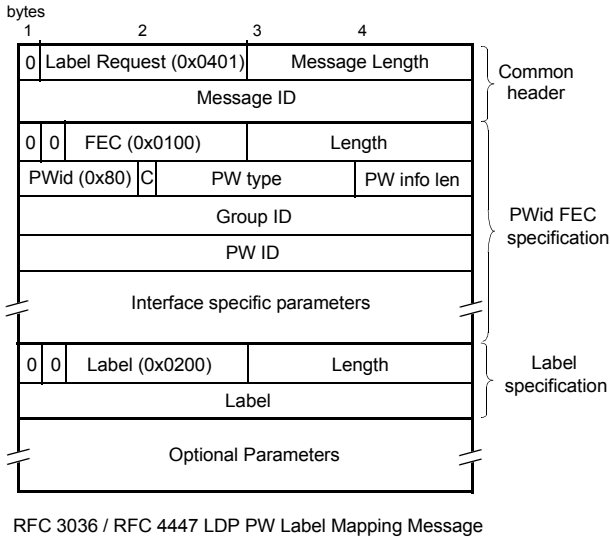 bytes
1 2 3 4
0 Label Request (0x0401) Message Length
Message ID
Common
header
0 0 FEC (0x0100) Length
PWid (0x80) C PW type PW info len
Group ID
PW ID
Interface specific parameters
PWid FEC
specification
0 0 Label (0x0200) Length
Label
Label
specification
Optional Parameters
RFC 3036 / RFC 4447 LDP PW Label Mapping Message